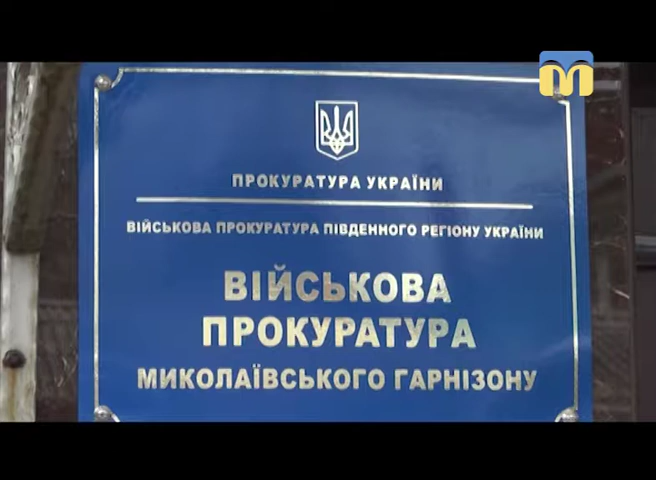 ПРОКУРАТУРА УКРАЇНИ
ВІЙСЬКОВА ПРОКУРАТУРА ПІВДЕННОГО РЕГІОНУ УКРАЇНИ
ВІЙСЬКОВА
ПРОКУРАТУРА
МИКОЛАЇВСЬКОГО ГАРНІЗОНУ